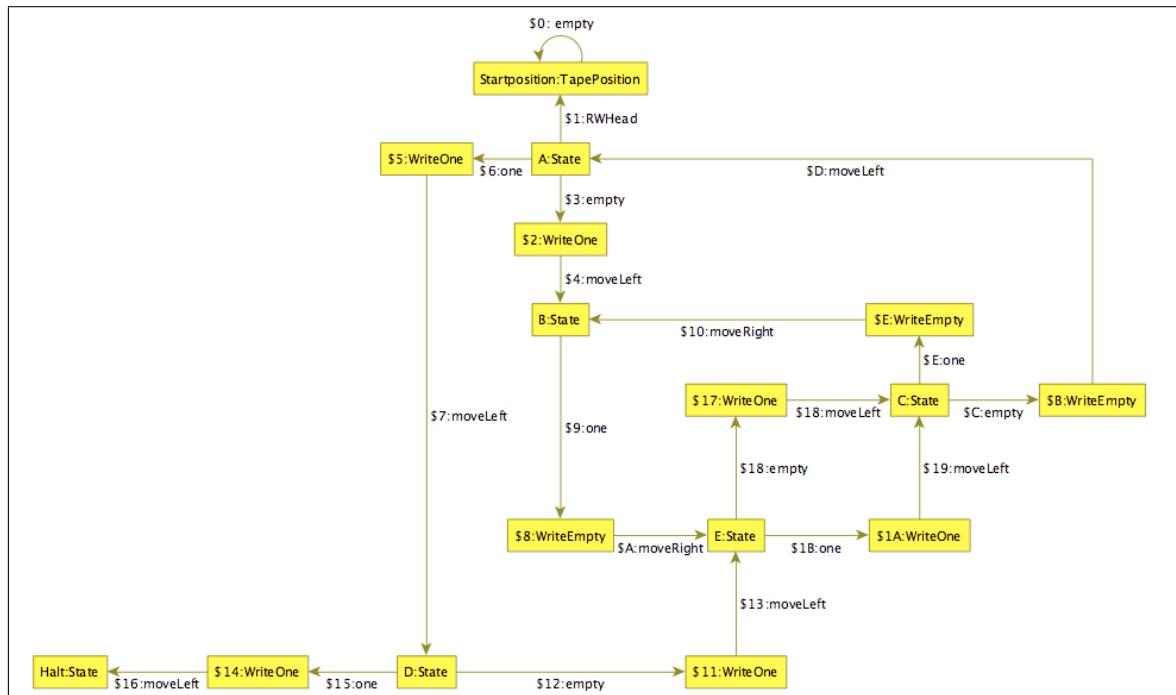 $0: empty
Startposition:TapePosition
$1:RWHead
$5:WriteOne
$6:one
A:State
$D:moveLeft
$3:empty
$2:WriteOne
$4:moveLeft
B:State
$10:moveRight
$E:WriteEmpty
$E:one
$7:moveLeft
$9:one
$17:WriteOne
$18:moveLeft
C:State
$C:empty
$B:WriteEmpty
$18:empty
$19:moveLeft
$8:WriteEmpty
$A:moveRight
E:State
$1B:one
$1A:WriteOne
$13:moveLeft
Halt:State
$16:moveLeft
$14:WriteOne
$15:one
D:State
$12:empty
$11:WriteOne